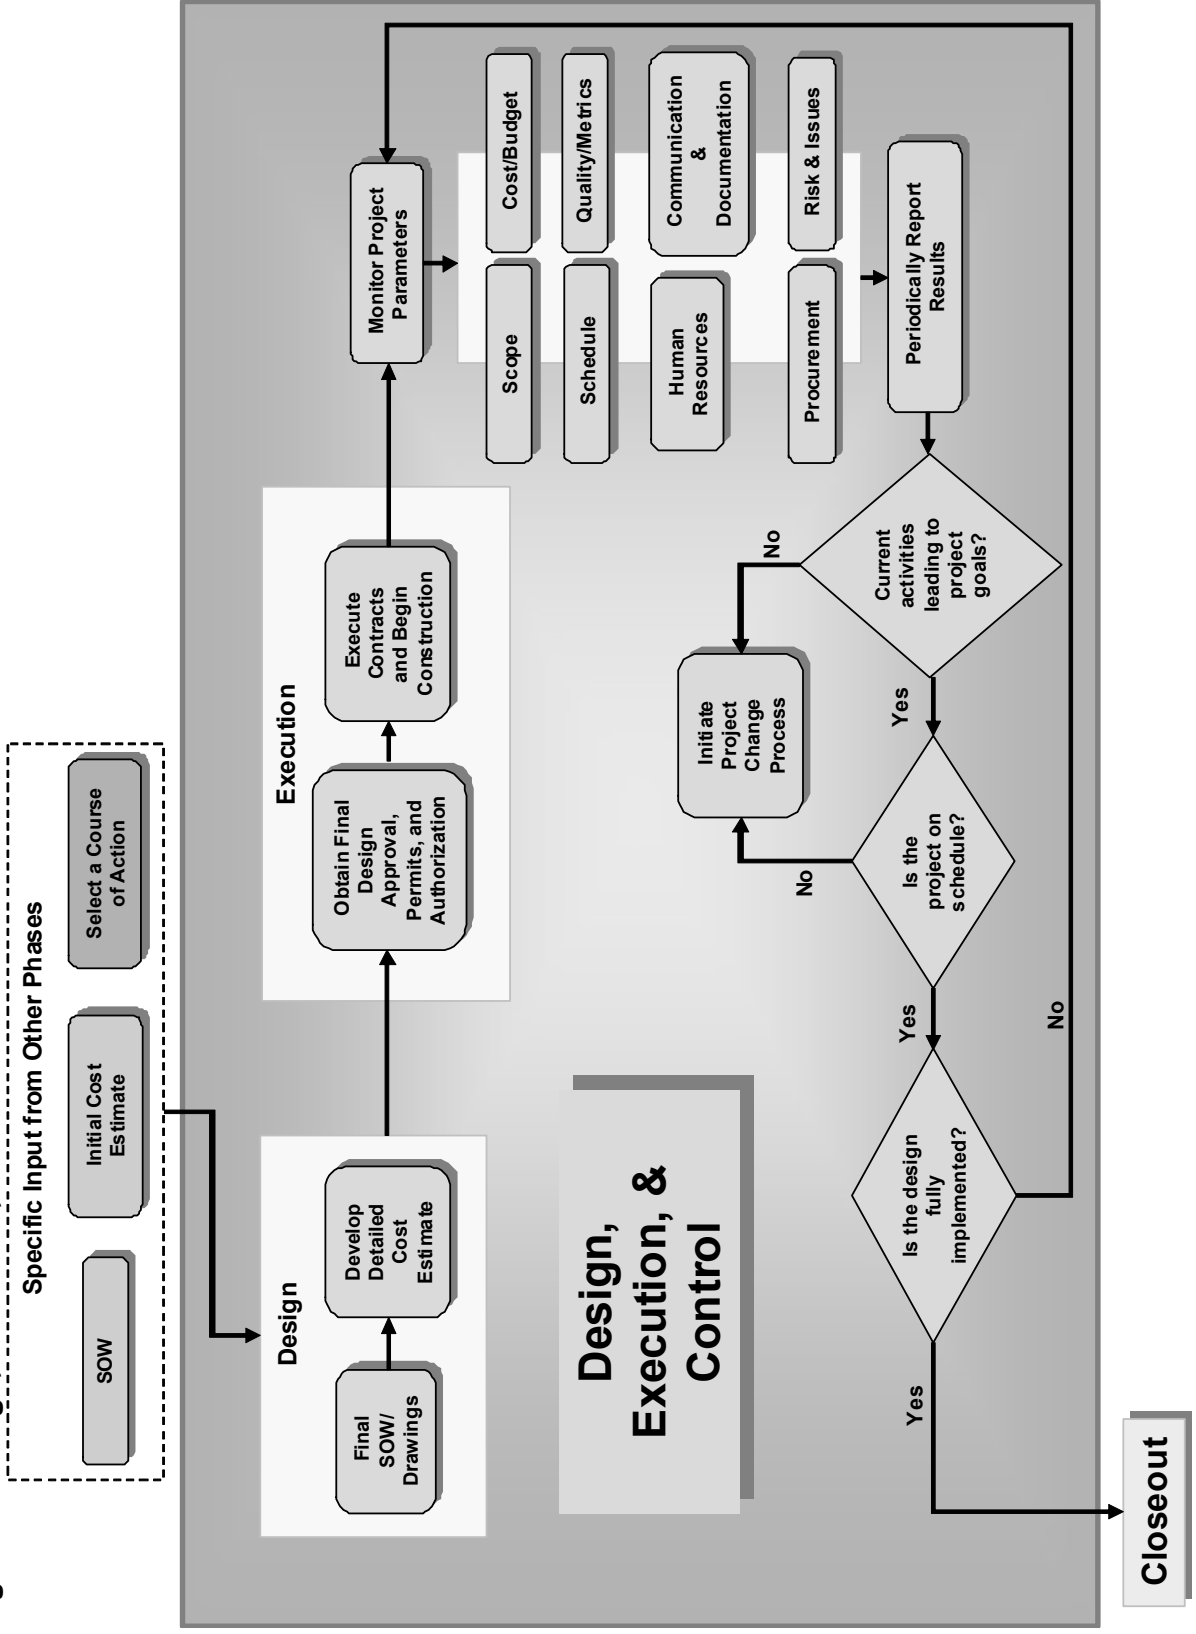 Specific Input from Other Phases
SOW
Initial Cost
Estimate
Select a Course
of Action
Design
Final
SOW/
Drawings
Develop
Detailed
Cost
Estimate
Execution
Obtain Final
Design
Approval,
Permits, and
Authorization
Execute
Contracts
and Begin
Construction
Monitor Project
Parameters
Scope
Cost/Budget
Schedule
Quality/Metrics
Human
Resources
Communication
&
Documentation
Procurement
Risk & Issues
Periodically Report
Results
Design,
Execution, &
Control
Initiate
Project
Change
Process
No
No
Current
activities
leading to
project
goals?
Yes
Is the
project on
schedule?
Yes
Is the design
fully
implemented?
No
Yes
Closeout